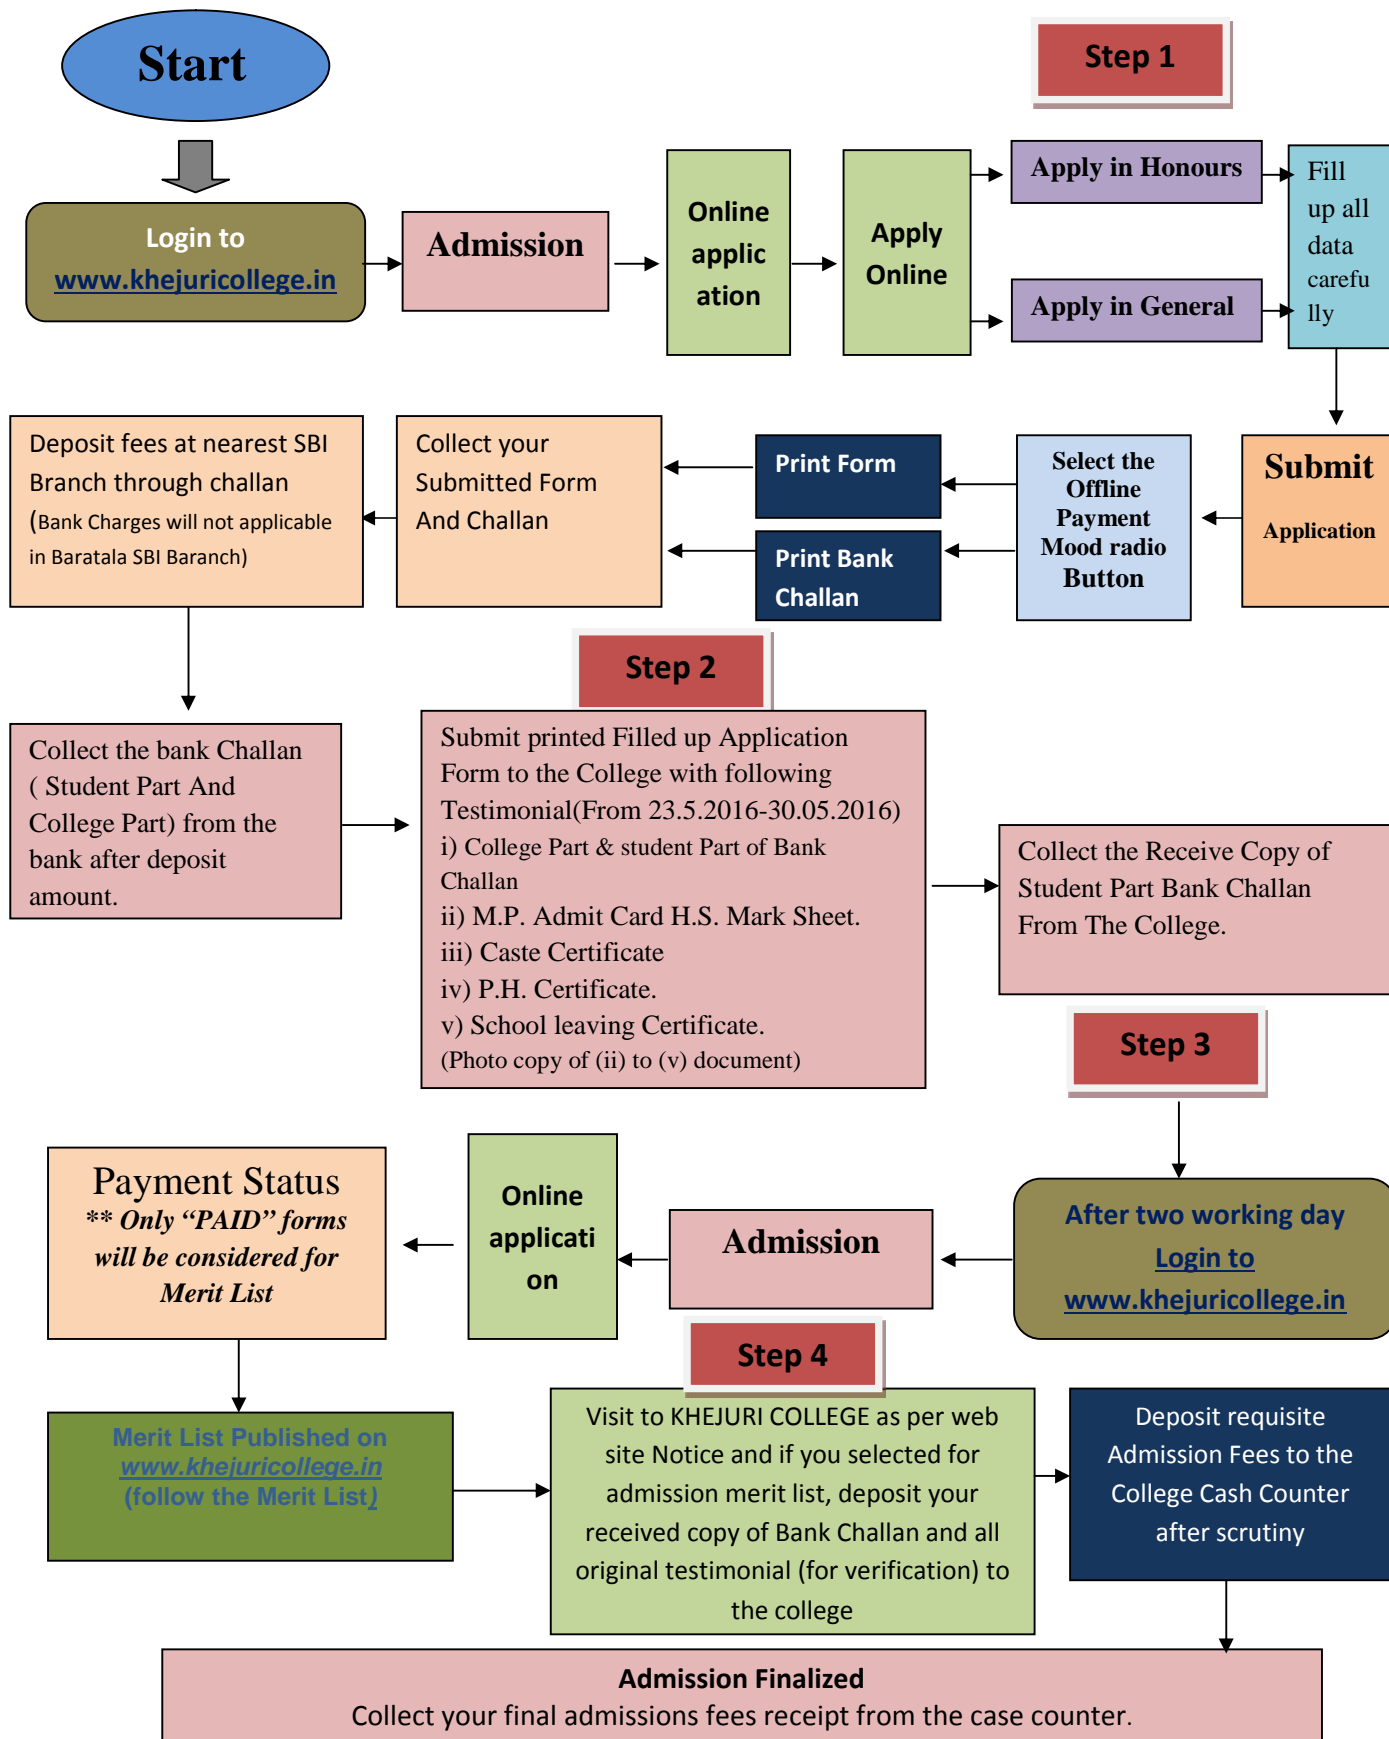 Start
Step 1
Login to
www.khejuricollege.in
Admission
Online
applic
ation
Apply
Online
Apply in Honours
Apply in General
Fill
up all
data
carefu
lly
Submit
Application
Select the
Offline
Payment
Mood radio
Button
Print Form
Print Bank
Challan
Collect your
Submitted Form
And Challan
Deposit fees at nearest SBI
Branch through challan
(Bank Charges will not applicable
in Baratala SBI Baranch)
Step 2
Collect the bank Challan
( Student Part And
College Part) from the
bank after deposit
amount.
Submit printed Filled up Application
Form to the College with following
Testimonial(From 23.5.2016-30.05.2016)
i) College Part & student Part of Bank
Challan
ii) M.P. Admit Card H.S. Mark Sheet.
iii) Caste Certificate
iv) P.H. Certificate.
v) School leaving Certificate.
(Photo copy of (ii) to (v) document)
Collect the Receive Copy of
Student Part Bank Challan
From The College.
Step 3
After two working day
Login to
www.khejuricollege.in
Admission
Online
applicati
on
Payment Status
** Only “PAID” forms
will be considered for
Merit List
Merit List Published on
www.khejuricollege.in
(follow the Merit List)
Step 4
Visit to KHEJURI COLLEGE as per web
site Notice and if you selected for
admission merit list, deposit your
received copy of Bank Challan and all
original testimonial (for verification) to
the college
Deposit requisite
Admission Fees to the
College Cash Counter
after scrutiny
Admission Finalized
Collect your final admissions fees receipt from the case counter.